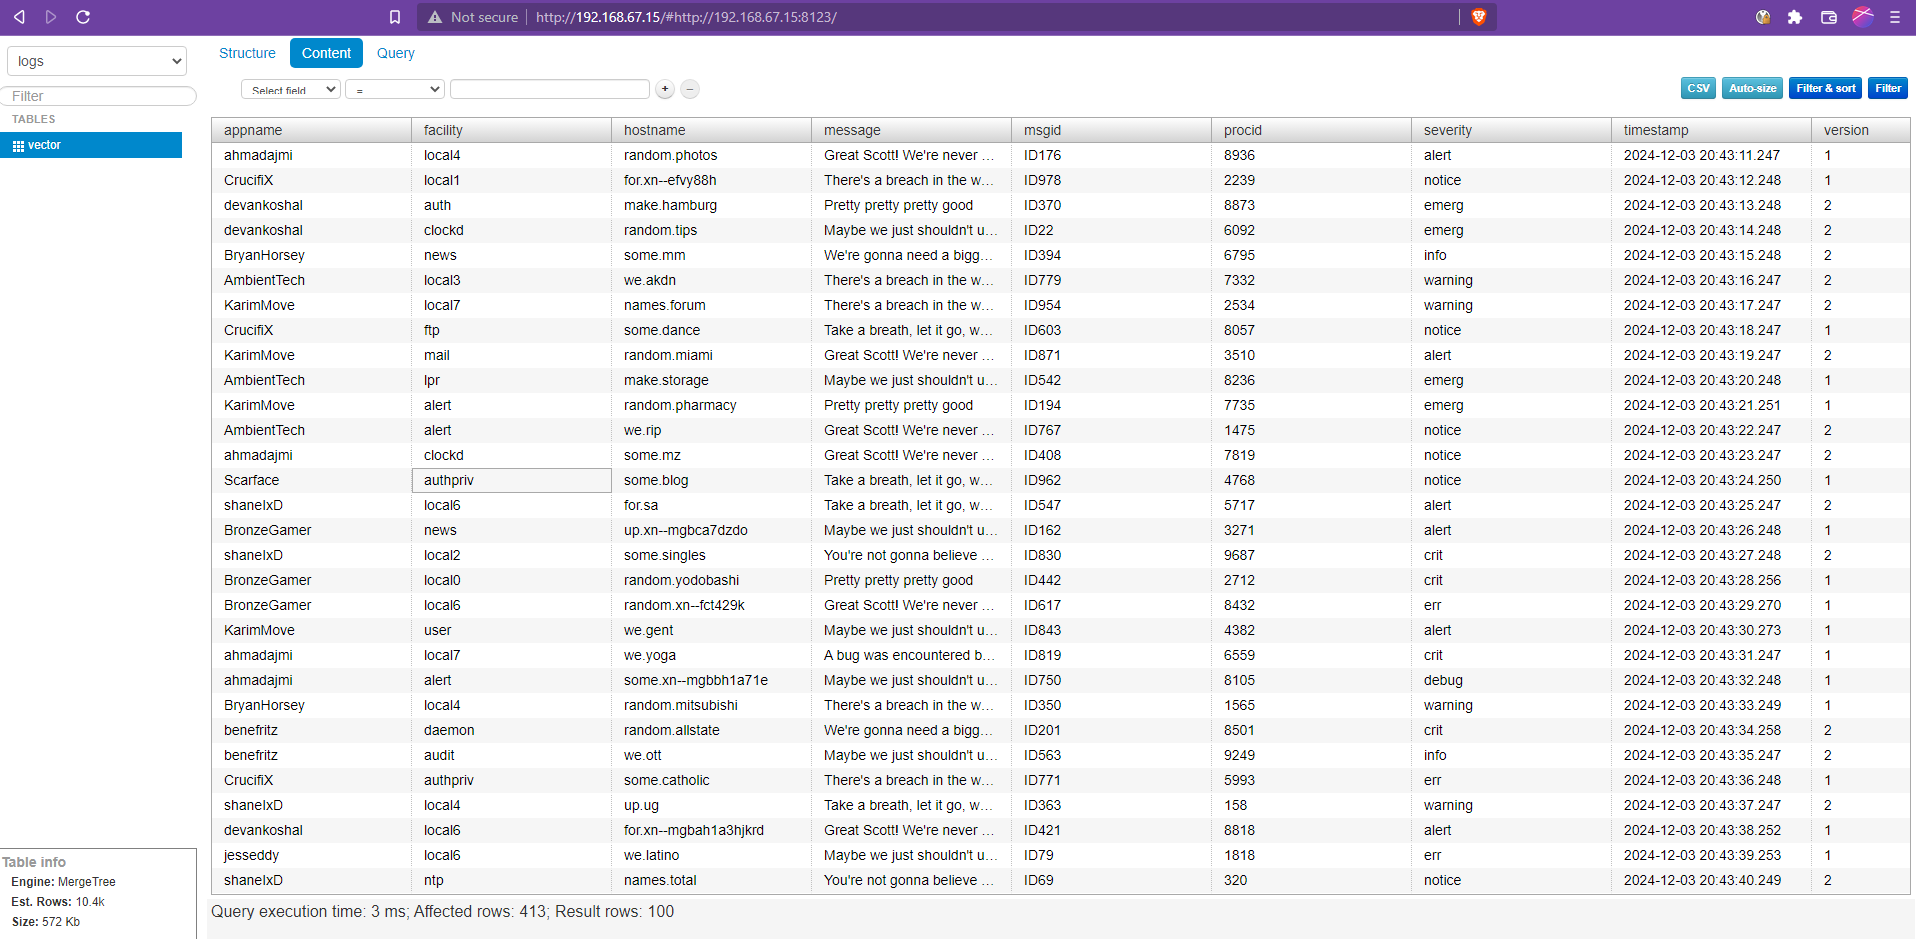 Not secure http://192.168.67.15/#http://192.168.67.15:8123/
logs
Structure Content Query
Filter
Select field = + − CSV Auto-size Filter & sort Filter
TABLES
vector
appname facility hostname message msgid procid severity timestamp version
ahmadajmi local4 random.photos Great Scott! We're never ... ID176 8936 alert 2024-12-03 20:43:11.247 1
CrucifiX local1 for.xn--efvy88h There's a breach in the w... ID978 2239 notice 2024-12-03 20:43:12.248 1
devankoshal auth make.hamburg Pretty pretty pretty good ID370 8873 emerg 2024-12-03 20:43:13.248 2
devankoshal clockd random.tips Maybe we just shouldn't u... ID22 6092 emerg 2024-12-03 20:43:14.248 2
BryanHorsey news some.mm We're gonna need a bigg... ID394 6795 info 2024-12-03 20:43:15.248 2
AmbientTech local3 we.akdn There's a breach in the w... ID779 7332 warning 2024-12-03 20:43:16.247 2
KarimMove local7 names.forum There's a breach in the w... ID954 2534 warning 2024-12-03 20:43:17.247 2
CrucifiX ftp some.dance Take a breath, let it go, w... ID603 8057 notice 2024-12-03 20:43:18.247 1
KarimMove mail random.miami Great Scott! We're never ... ID871 3510 alert 2024-12-03 20:43:19.247 2
AmbientTech lpr make.storage Maybe we just shouldn't u... ID542 8236 emerg 2024-12-03 20:43:20.248 1
KarimMove alert random.pharmacy Pretty pretty pretty good ID194 7735 emerg 2024-12-03 20:43:21.251 1
AmbientTech alert we.rip Great Scott! We're never ... ID767 1475 notice 2024-12-03 20:43:22.247 2
ahmadajmi clockd some.mz Great Scott! We're never ... ID408 7819 notice 2024-12-03 20:43:23.247 2
Scarface authpriv some.blog Take a breath, let it go, w... ID962 4768 notice 2024-12-03 20:43:24.250 1
shaneIxD local6 for.sa Take a breath, let it go, w... ID547 5717 alert 2024-12-03 20:43:25.247 2
BronzeGamer news up.xn--mgbca7dzdo Maybe we just shouldn't u... ID162 3271 alert 2024-12-03 20:43:26.248 1
shaneIxD local2 some.singles You're not gonna believe ... ID830 9687 crit 2024-12-03 20:43:27.248 2
BronzeGamer local0 random.yodobashi Pretty pretty pretty good ID442 2712 crit 2024-12-03 20:43:28.256 1
BronzeGamer local6 random.xn--fct429k Great Scott! We're never ... ID617 8432 err 2024-12-03 20:43:29.270 1
KarimMove user we.gent Maybe we just shouldn't u... ID843 4382 alert 2024-12-03 20:43:30.273 1
ahmadajmi local7 we.yoga A bug was encountered b... ID819 6559 crit 2024-12-03 20:43:31.247 1
ahmadajmi alert some.xn--mgbbh1a71e Maybe we just shouldn't u... ID750 8105 debug 2024-12-03 20:43:32.248 1
BryanHorsey local4 random.mitsubishi There's a breach in the w... ID350 1565 warning 2024-12-03 20:43:33.249 1
benefritz daemon random.allstate We're gonna need a bigg... ID201 8501 crit 2024-12-03 20:43:34.258 2
benefritz audit we.ott Maybe we just shouldn't u... ID563 9249 info 2024-12-03 20:43:35.247 2
CrucifiX authpriv some.catholic There's a breach in the w... ID771 5993 err 2024-12-03 20:43:36.248 1
shaneIxD local4 up.ug Take a breath, let it go, w... ID363 158 warning 2024-12-03 20:43:37.247 2
devankoshal local6 for.xn--mgbah1a3hjkrd Great Scott! We're never ... ID421 8818 alert 2024-12-03 20:43:38.252 1
jesseddy local6 we.latino Maybe we just shouldn't u... ID79 1818 err 2024-12-03 20:43:39.253 1
shaneIxD ntp names.total You're not gonna believe ... ID69 320 notice 2024-12-03 20:43:40.249 2
Table info
Engine: MergeTree
Est. Rows: 10.4k
Size: 572 Kb
Query execution time: 3 ms; Affected rows: 413; Result rows: 100